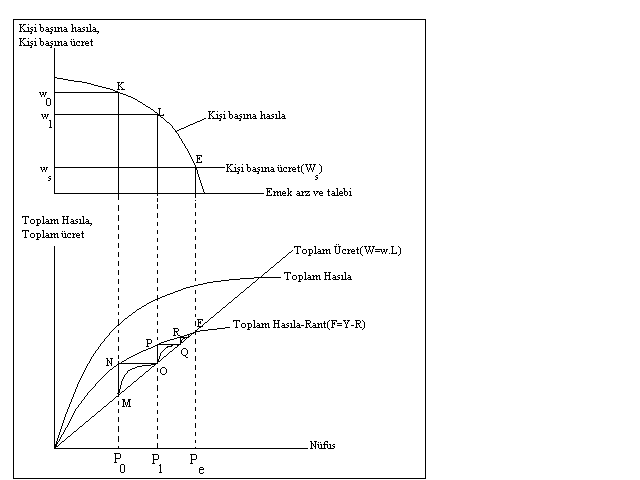 Kişi başına hasıla,
Kişi başına ücret
K
w0
L
w1
Kişi başına hasıla
E
ws
Kişi başına ücret(Ws)
Emek arz ve talebi
Toplam Hasıla,
Toplam ücret
Toplam Ücret(W=w.L)
Toplam Hasıla
E
Toplam Hasıla-Rant(F=Y-R)
R
P
Q
N
O
M
Nüfus
P0
P1
Pe